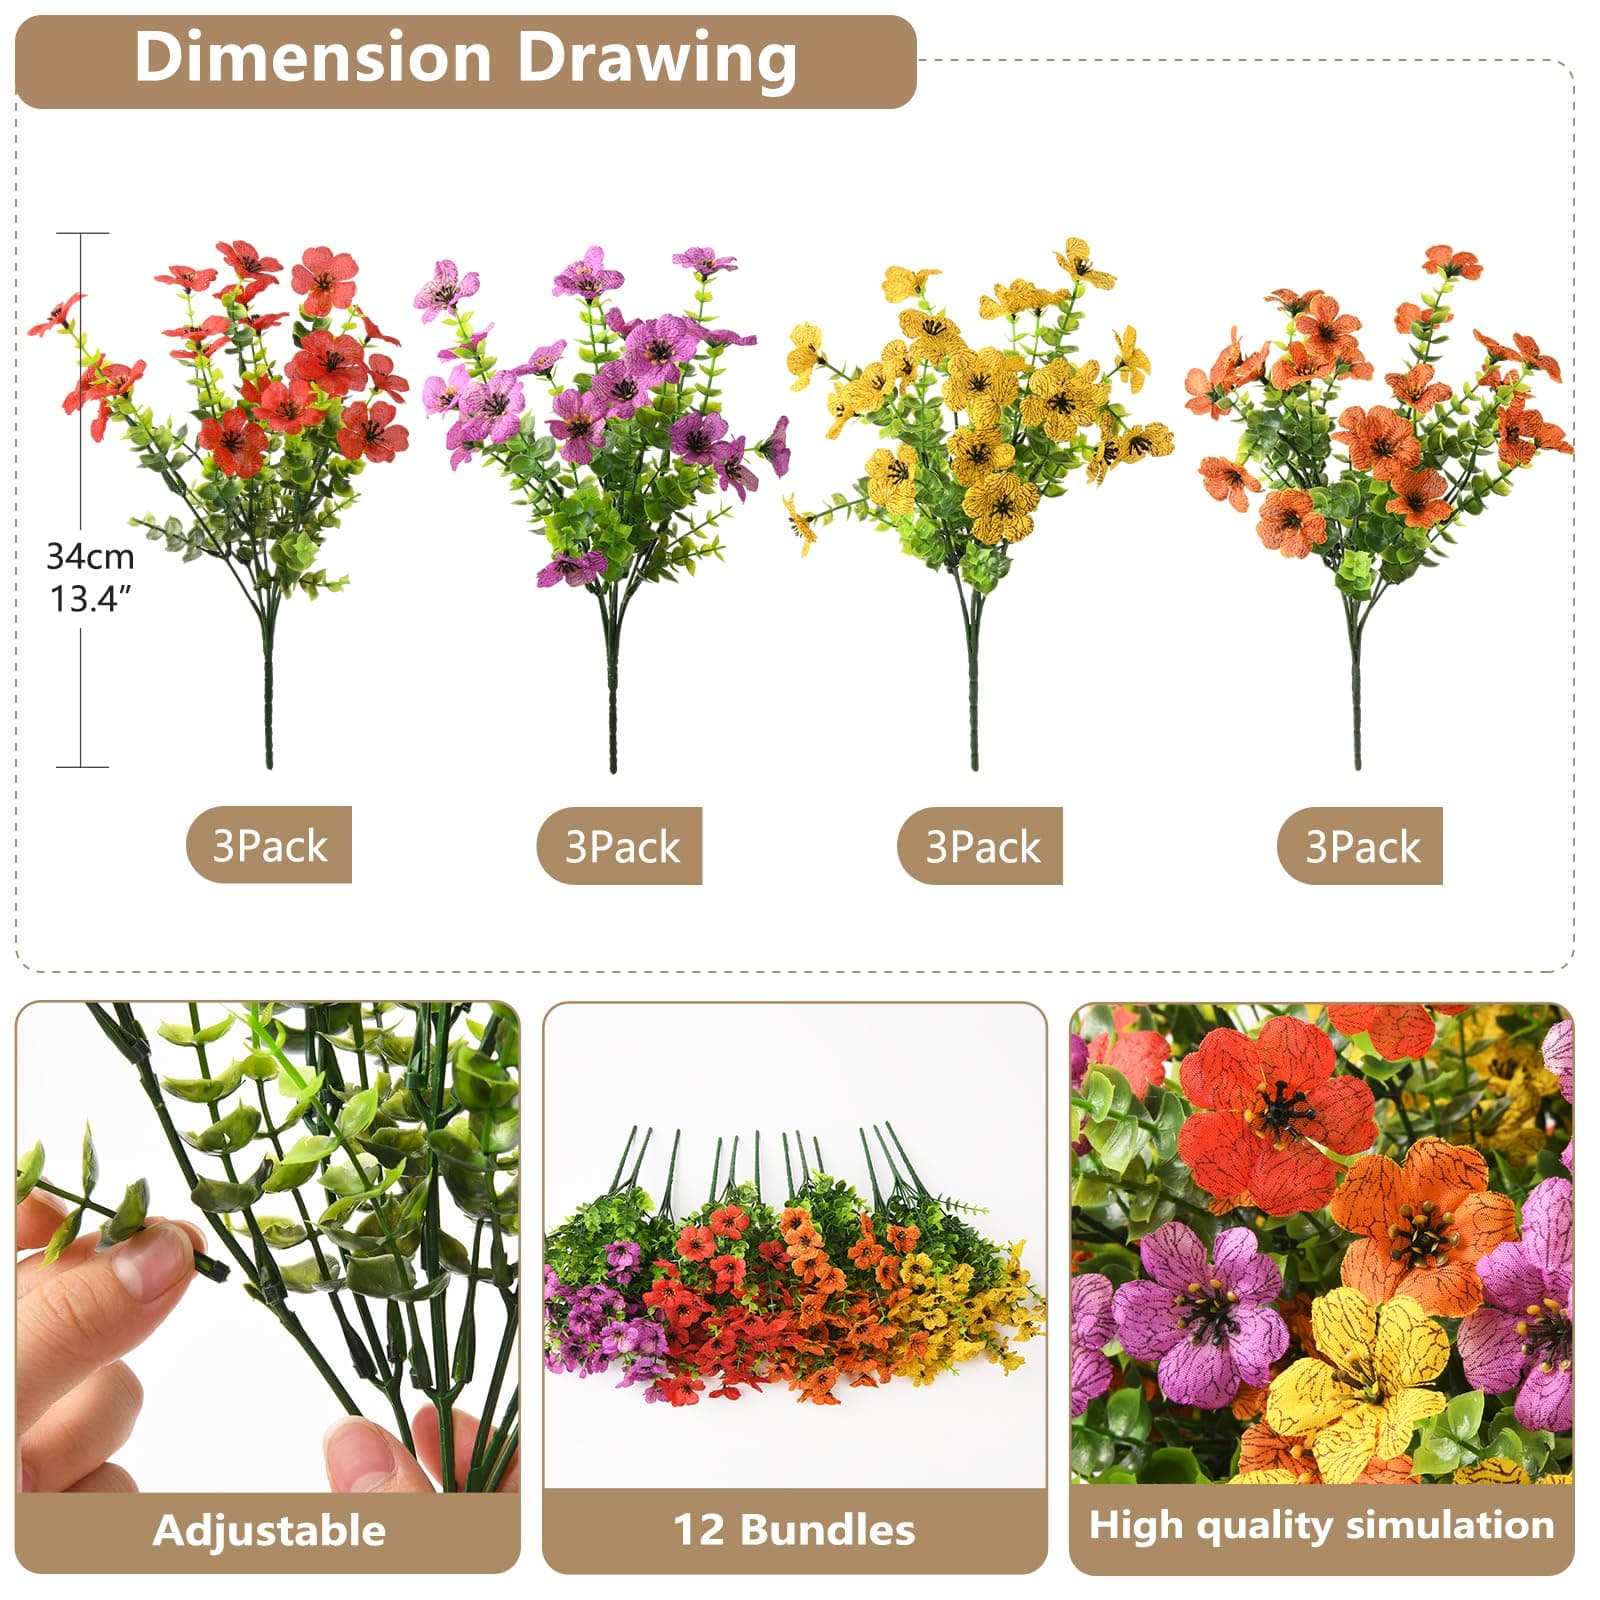 Dimension Drawing
34cm
13.4”
3Pack
3Pack
3Pack
3Pack
Adjustable
12 Bundles
High quality simulation